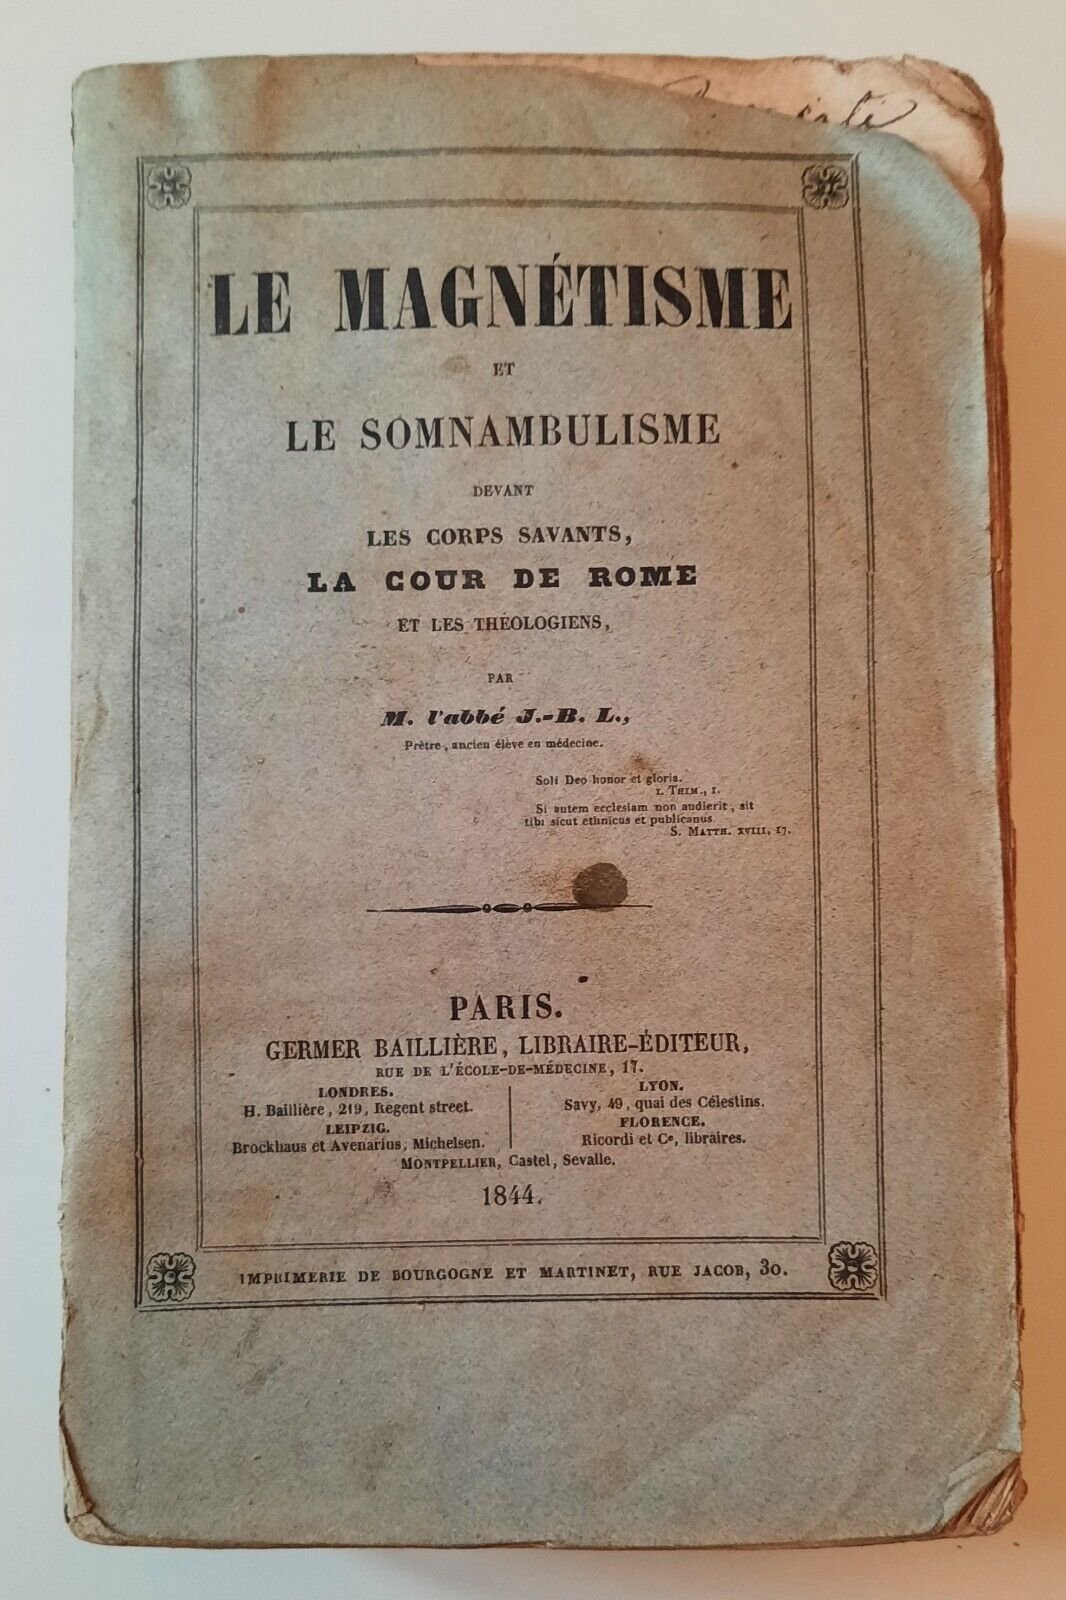 LE MAGNÉTISME
ET
LE SOMNAMBULISME
DEVANT
LES CORPS SAVANTS,
LA COUR DE ROME
ET LES THÉOLOGIENS,
PAR
M. l'abbé J.-B. L.,
Prêtre, ancien élève en médecine.
Soli Deo honor et gloria.
I. THIM., I.
Si autem ecclesiam non audierit, sit
tibi sicut ethnicus et publicanus
S. MATTH. XVIII, 17.
PARIS.
GERMER BAILLIÈRE, LIBRAIRE-ÉDITEUR,
RUE DE L'ÉCOLE-DE-MÉDECINE, 17.
LONDRES.
H. Baillière, 219, Regent street.
LEIPZIG.
Brockhaus et Avenarius, Michelsen.
LYON.
Savy, 49, quai des Célestins.
FLORENCE.
Ricordi et Ce, libraires.
MONTPELLIER, Castel, Sevalle.
1844.
IMPRIMERIE DE BOURGOGNE ET MARTINET, RUE JACOB, 30.